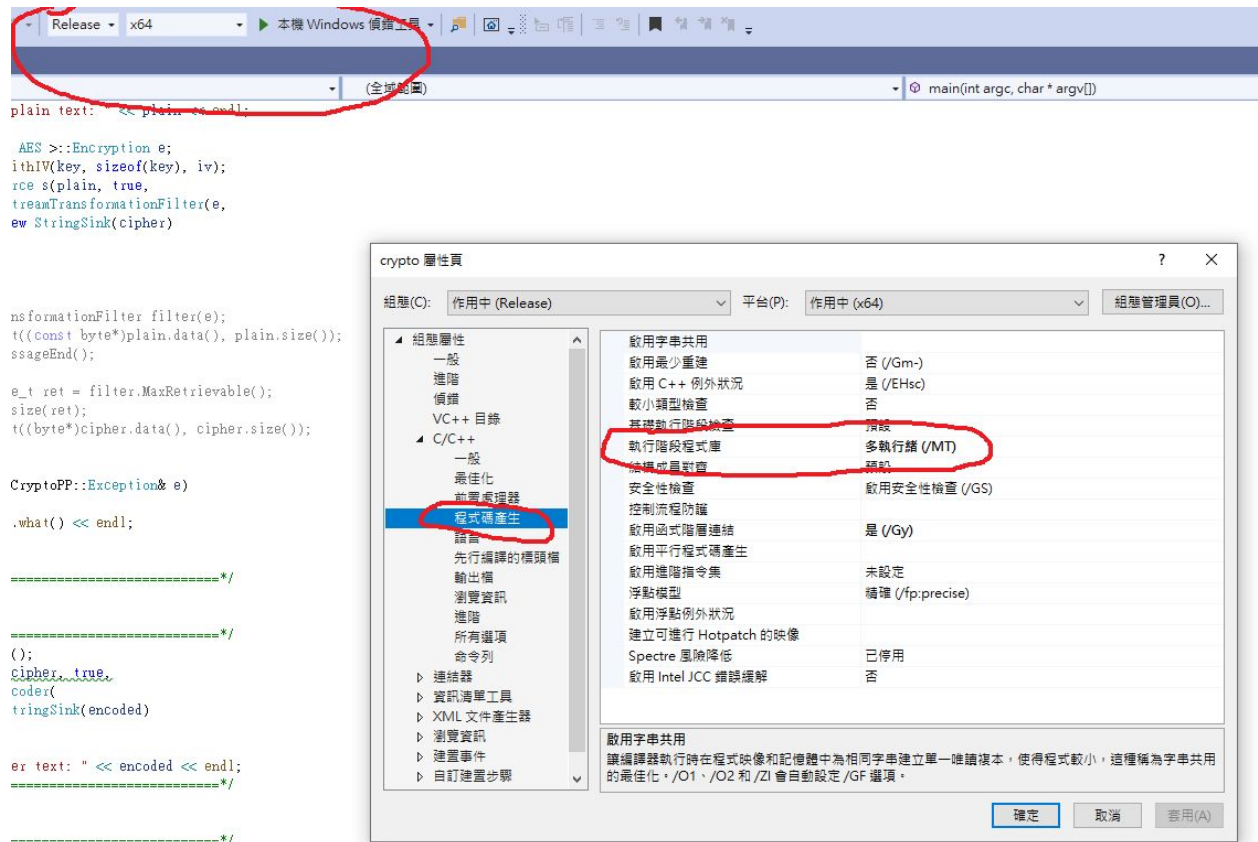 Release x64 本機 Windows 偵錯工具
(全域範圍) main(int argc, char * argv[])
plain text: " << plain << endl;
AES >::Encryption e;
ithIV(key, sizeof(key), iv);
rce s(plain, true,
treamTransformationFilter(e,
ew StringSink(cipher)
nsformationFilter filter(e);
t((const byte*)plain.data(), plain.size());
ssageEnd();
e_t ret = filter.MaxRetrievable();
size(ret);
t((byte*)cipher.data(), cipher.size());
CryptoPP::Exception& e)
.what() << endl;
===========================*/
===========================*/
();
cipher, true,
coder(
tringSink(encoded)
er text: " << encoded << endl;
===========================*/
===========================*/
crypto 屬性頁 ? ×
組態(C): 作用中 (Release) 平台(P): 作用中 (x64) 組態管理員(O)...
組態屬性
一般
進階
偵錯
VC++ 目錄
C/C++
一般
最佳化
前置處理器
程式碼產生
語言
先行編譯的標頭檔
輸出檔
瀏覽資訊
進階
所有選項
命令列
連結器
資訊清單工具
XML 文件產生器
瀏覽資訊
建置事件
自訂建置步驟
啟用字串共用
啟用最少重建 否 (/Gm-)
啟用 C++ 例外狀況 是 (/EHsc)
較小類型檢查 否
基礎執行階段檢查 預設
執行階段程式庫 多執行緒 (/MT)
結構成員對齊 預設
安全性檢查 啟用安全性檢查 (/GS)
控制流程防護
啟用函式階層連結 是 (/Gy)
啟用平行程式碼產生
啟用進階指令集 未設定
浮點模型 精確 (/fp:precise)
啟用浮點例外狀況
建立可進行 Hotpatch 的映像
Spectre 風險降低 已停用
啟用 Intel JCC 錯誤緩解 否
啟用字串共用
讓編譯器執行時在程式映像和記憶體中為相同字串建立單一唯讀複本，使得程式較小，這種稱為字串共用
的最佳化。/O1、/O2 和 /ZI 會自動設定 /GF 選項。
確定 取消 套用(A)